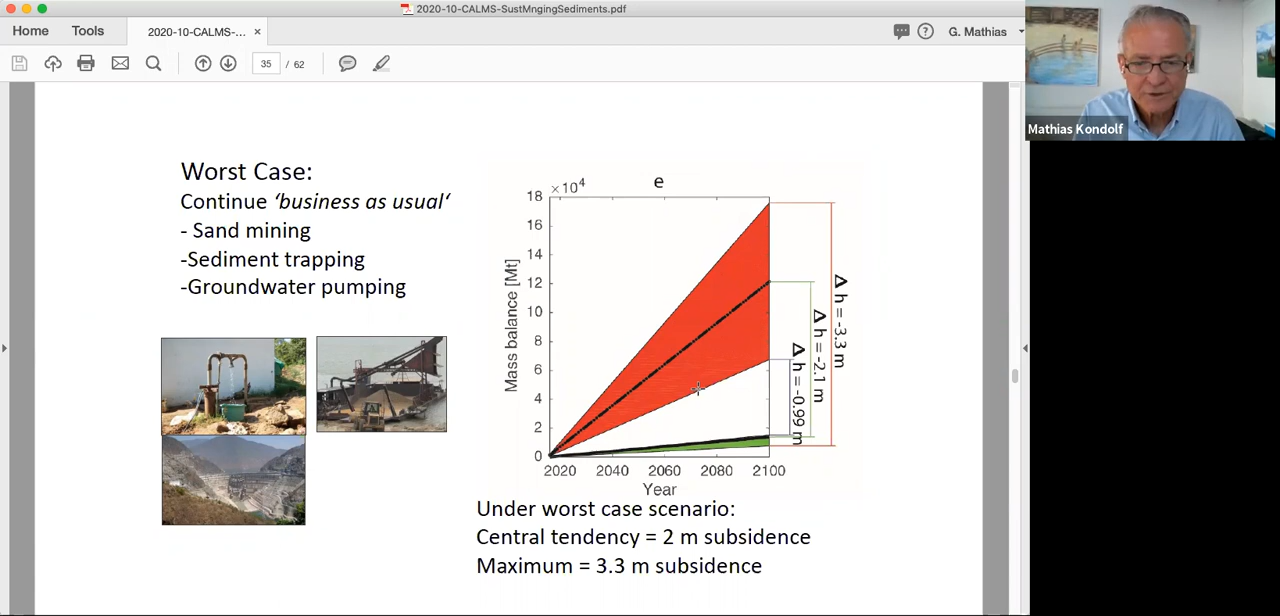 2020-10-CALMS-SustMngingSediments.pdf
Home
Tools
2020-10-CALMS-...
×
G. Mathias
35 / 62
Mathias Kondolf
Worst Case:
Continue ‘business as usual‘
- Sand mining
-Sediment trapping
-Groundwater pumping
e
×10⁴
Mass balance [Mt]
18
16
14
12
10
8
6
4
2
0
2020 2040 2060 2080 2100
Year
Δ h = -0.99 m
Δ h = -2.1 m
Δ h = -3.3 m
Under worst case scenario:
Central tendency = 2 m subsidence
Maximum = 3.3 m subsidence